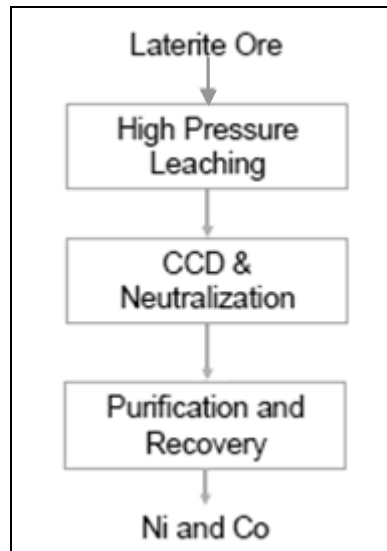 Laterite Ore
High Pressure
Leaching
CCD &
Neutralization
Purification and
Recovery
Ni and Co